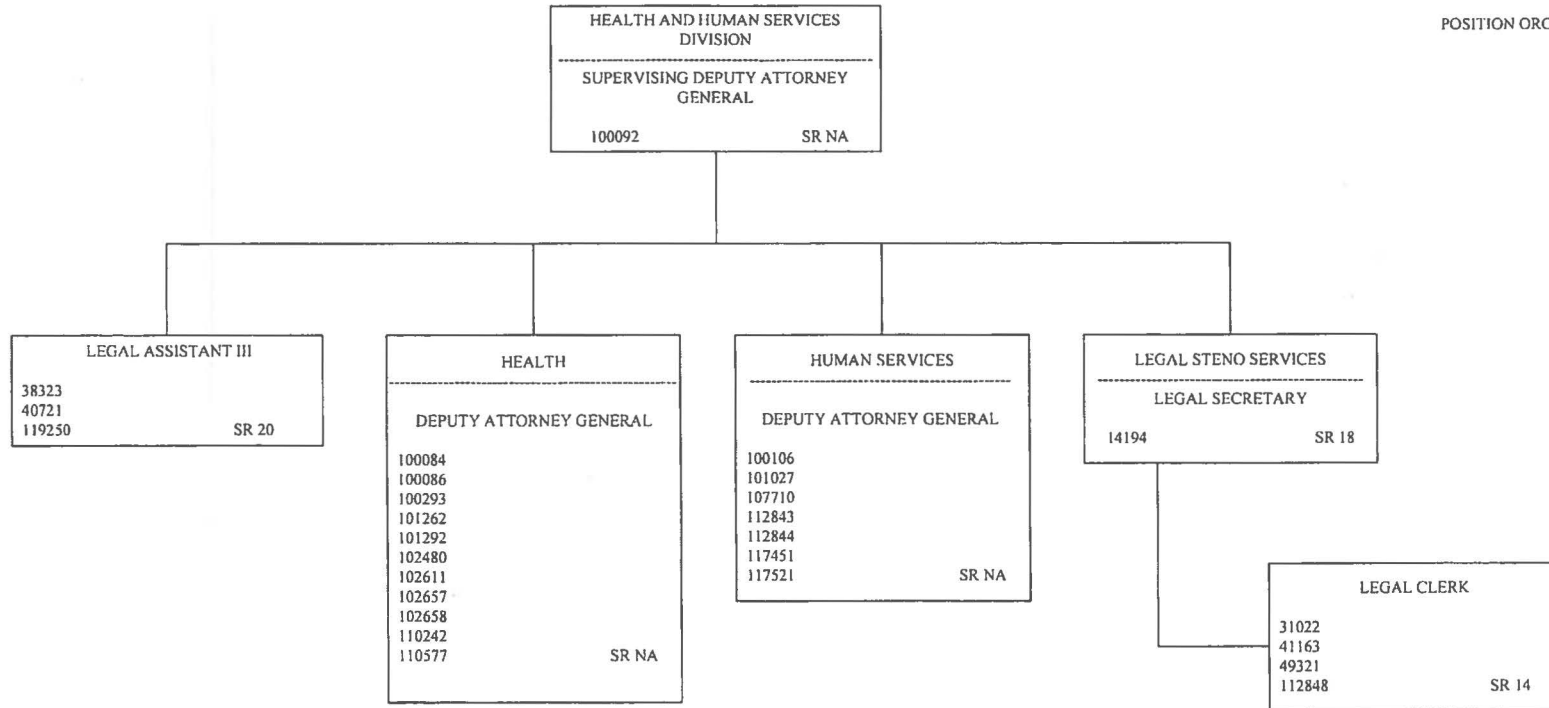 POSITION ORG
HEALTH AND HUMAN SERVICES
DIVISION
SUPERVISING DEPUTY ATTORNEY
GENERAL
100092 SR NA
LEGAL ASSISTANT III
38323
40721
119250 SR 20
HEALTH
DEPUTY ATTORNEY GENERAL
100084
100086
100293
101262
101292
102480
102611
102657
102658
110242
110577 SR NA
HUMAN SERVICES
DEPUTY ATTORNEY GENERAL
100106
101027
107710
112843
112844
117451
117521 SR NA
LEGAL STENO SERVICES
LEGAL SECRETARY
14194 SR 18
LEGAL CLERK
31022
41163
49321
112848 SR 14